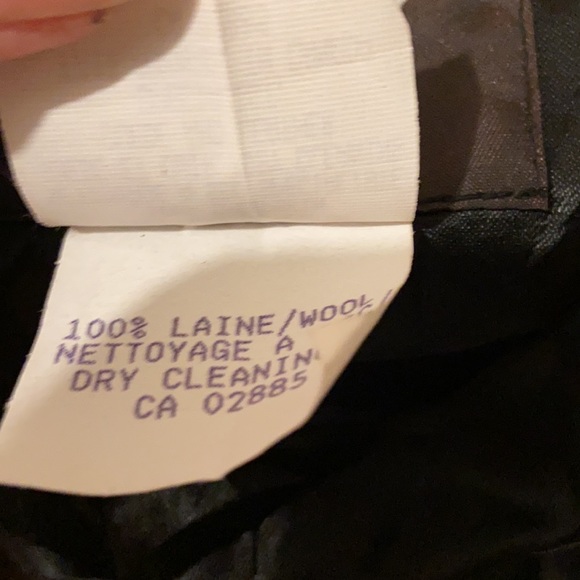 100% LAINE/WOOL/
NETTOYAGE A
DRY CLEANIN
CA 02885